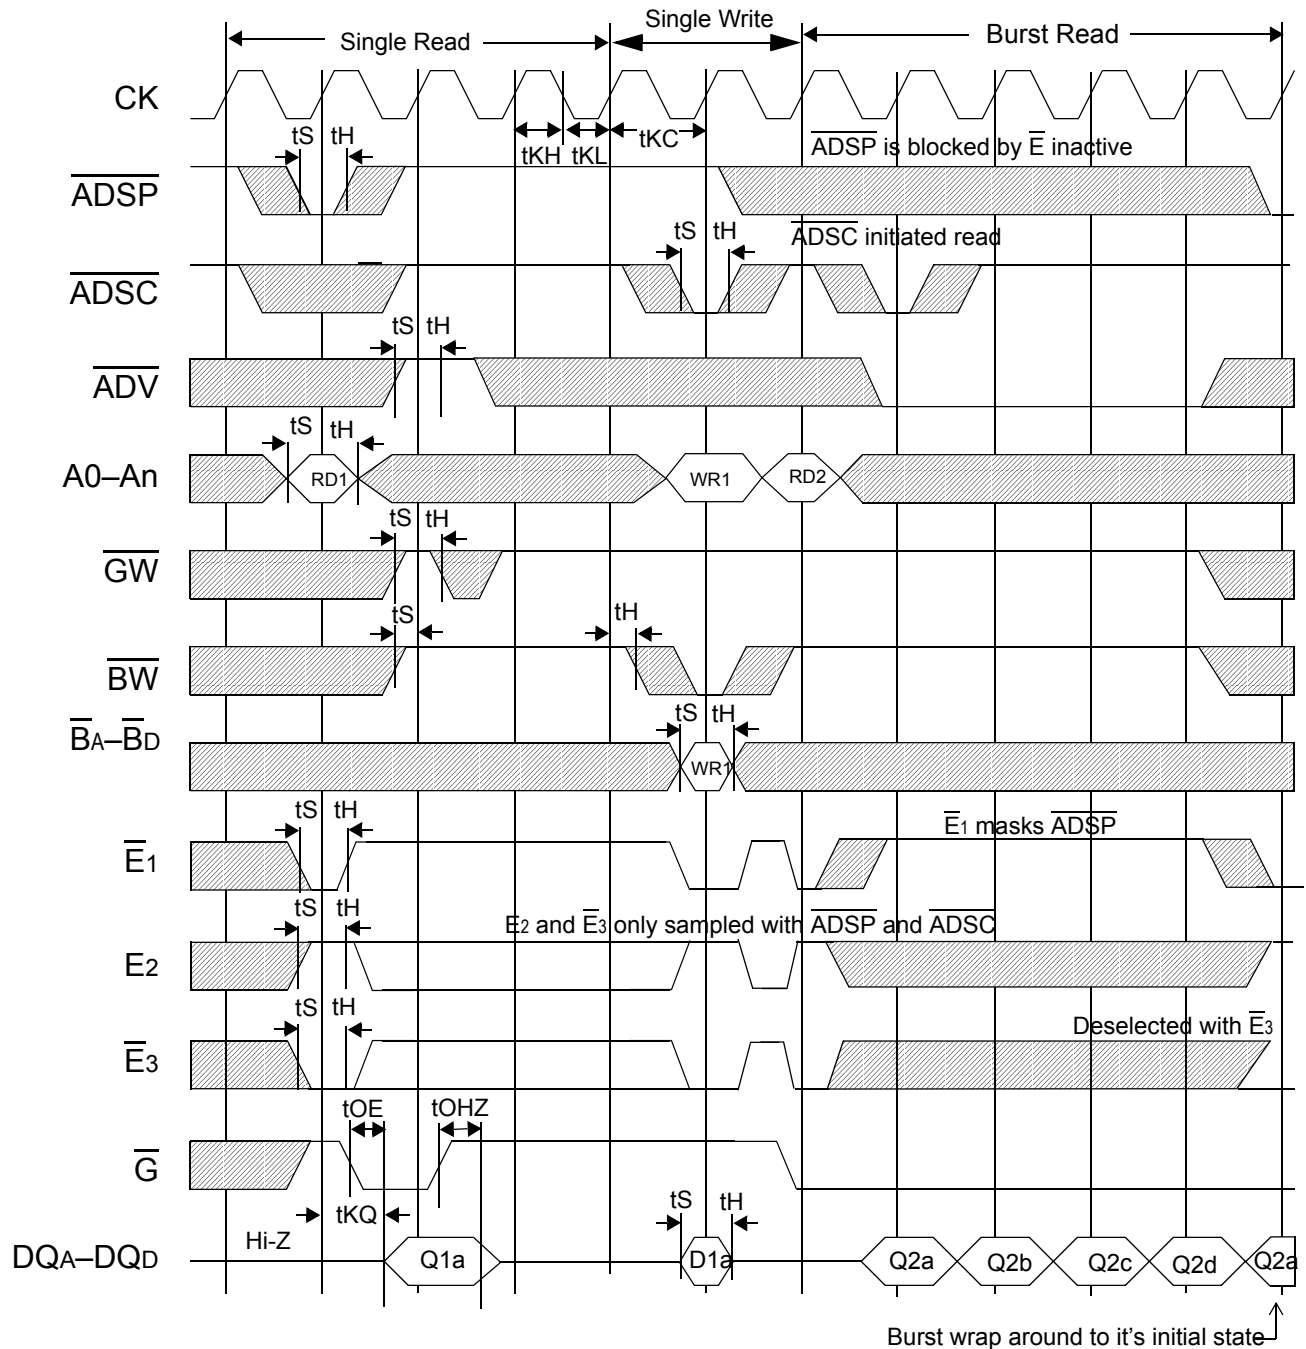 Single Read
Single Write
Burst Read
CK
tKH
tKL
tKC
ADSP is blocked by E inactive
tS
tH
ADSP
tS
tH
ADSC initiated read
ADSC
tS
tH
ADV
tS
tH
A0–An
RD1
WR1
RD2
tS
tH
GW
tS
tH
BW
tS
tH
BA–BD
WR1
tS
tH
E1 masks ADSP
E1
tS
tH
E2 and E3 only sampled with ADSP and ADSC
E2
tS
tH
Deselected with E3
E3
tOE
tOHZ
G
tKQ
tS
tH
Hi-Z
DQA–DQD
Q1a
D1a
Q2a
Q2b
Q2c
Q2d
Q2a
Burst wrap around to it's initial state